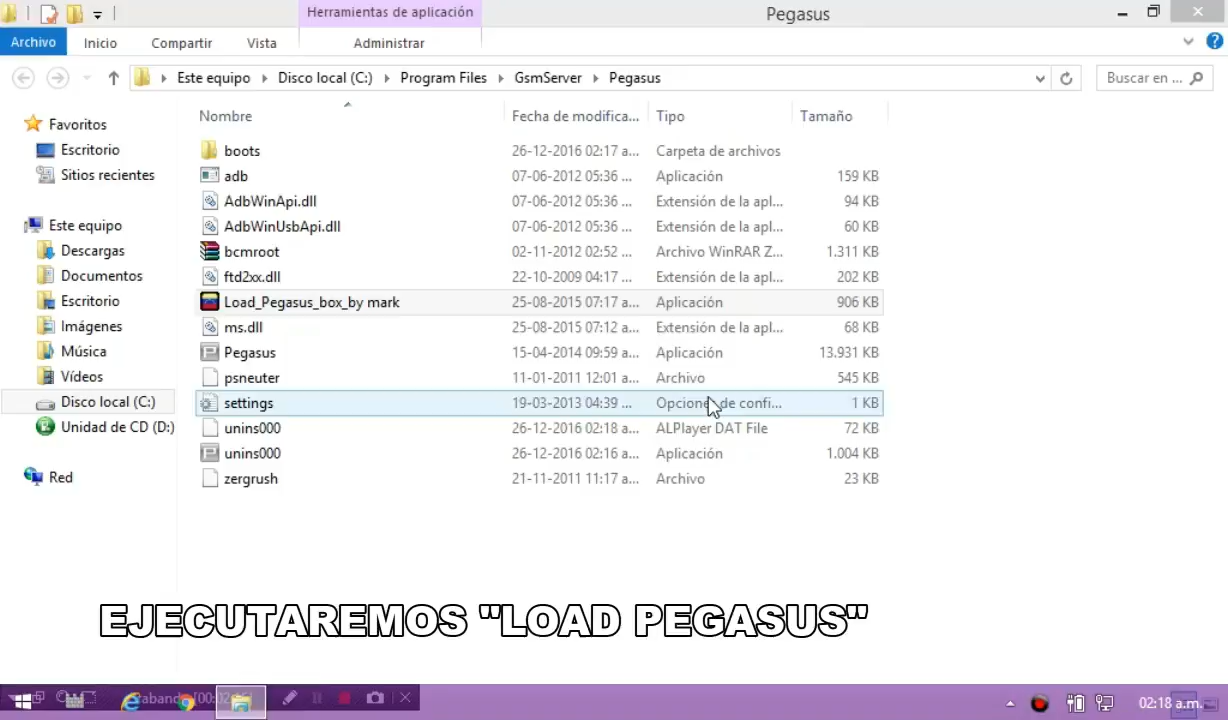 Herramientas de aplicación
Pegasus
Archivo
Inicio
Compartir
Vista
Administrar
Este equipo
Disco local (C:)
Program Files
GsmServer
Pegasus
Buscar en ...
Nombre
Fecha de modifica...
Tipo
Tamaño
Favoritos
Escritorio
Sitios recientes
Este equipo
Descargas
Documentos
Escritorio
Imágenes
Música
Vídeos
Disco local (C:)
Unidad de CD (D:)
Red
boots 26-12-2016 02:17 a... Carpeta de archivos
adb 07-06-2012 05:36 ... Aplicación 159 KB
AdbWinApi.dll 07-06-2012 05:36 ... Extensión de la apl... 94 KB
AdbWinUsbApi.dll 07-06-2012 05:36 ... Extensión de la apl... 60 KB
bcmroot 02-11-2012 02:52 ... Archivo WinRAR Z... 1.311 KB
ftd2xx.dll 22-10-2009 04:17 ... Extensión de la apl... 202 KB
Load_Pegasus_box_by mark 25-08-2015 07:17 a... Aplicación 906 KB
ms.dll 25-08-2015 07:12 a... Extensión de la apl... 68 KB
Pegasus 15-04-2014 09:59 a... Aplicación 13.931 KB
psneuter 11-01-2011 12:01 a... Archivo 545 KB
settings 19-03-2013 04:39 ... Opciones de confi... 1 KB
unins000 26-12-2016 02:18 a... ALPlayer DAT File 72 KB
unins000 26-12-2016 02:16 a... Aplicación 1.004 KB
zergrush 21-11-2011 11:17 a... Archivo 23 KB
EJECUTAREMOS "LOAD PEGASUS"
02:18 a.m.